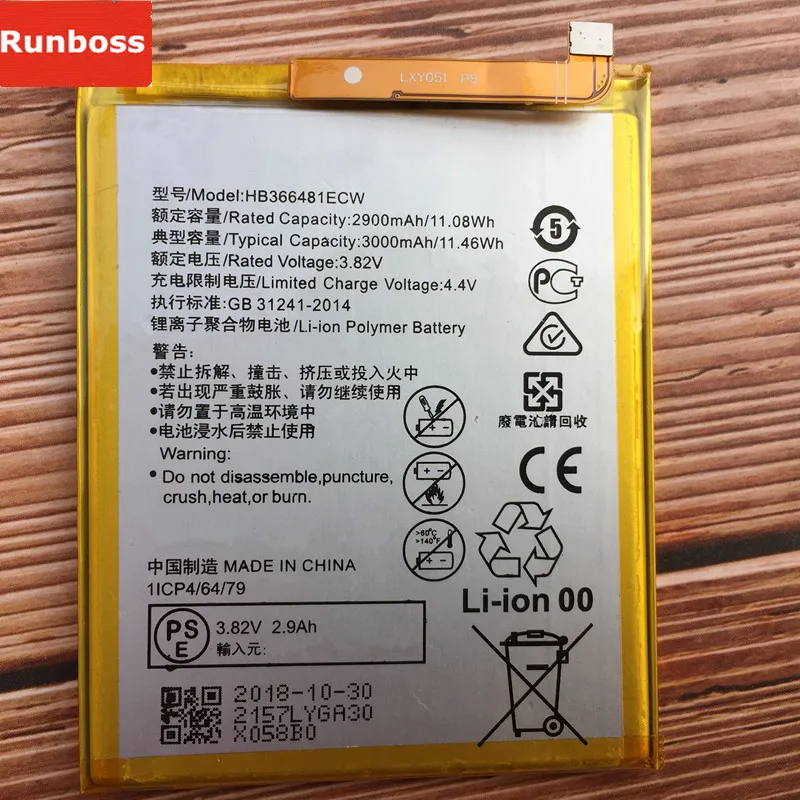 Runboss
LXY051 P9
型号/Model:HB366481ECW
额定容量/Rated Capacity:2900mAh/11.08Wh
典型容量/Typical Capacity:3000mAh/11.46Wh
额定电压/Rated Voltage:3.82V
充电限制电压/Limited Charge Voltage:4.4V
执行标准:GB 31241-2014
锂离子聚合物电池/Li-ion Polymer Battery
5
PC
警告:
•禁止拆解、撞击、挤压或投入火中
•若出现严重鼓胀、请勿继续使用
•请勿置于高温环境中
•电池浸水后禁止使用
廢電池請回收
Warning:
• Do not disassemble,puncture,
crush,heat,or burn.
CE
>60°C
>140°F
中国制造 MADE IN CHINA
1ICP4/64/79
Li-ion 00
PS
E
3.82V 2.9Ah
輸入元:
2018-10-30
2157LYGA30
X058B0